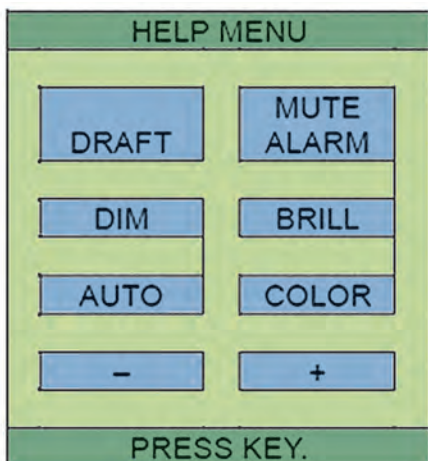 HELP MENU
DRAFT
MUTE
ALARM
DIM
BRILL
AUTO
COLOR
–
+
PRESS KEY.